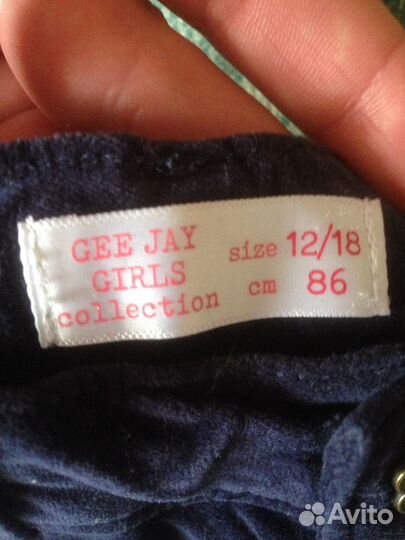 GEE JAY
GIRLS
collection
size 12/18
cm 86
Avito